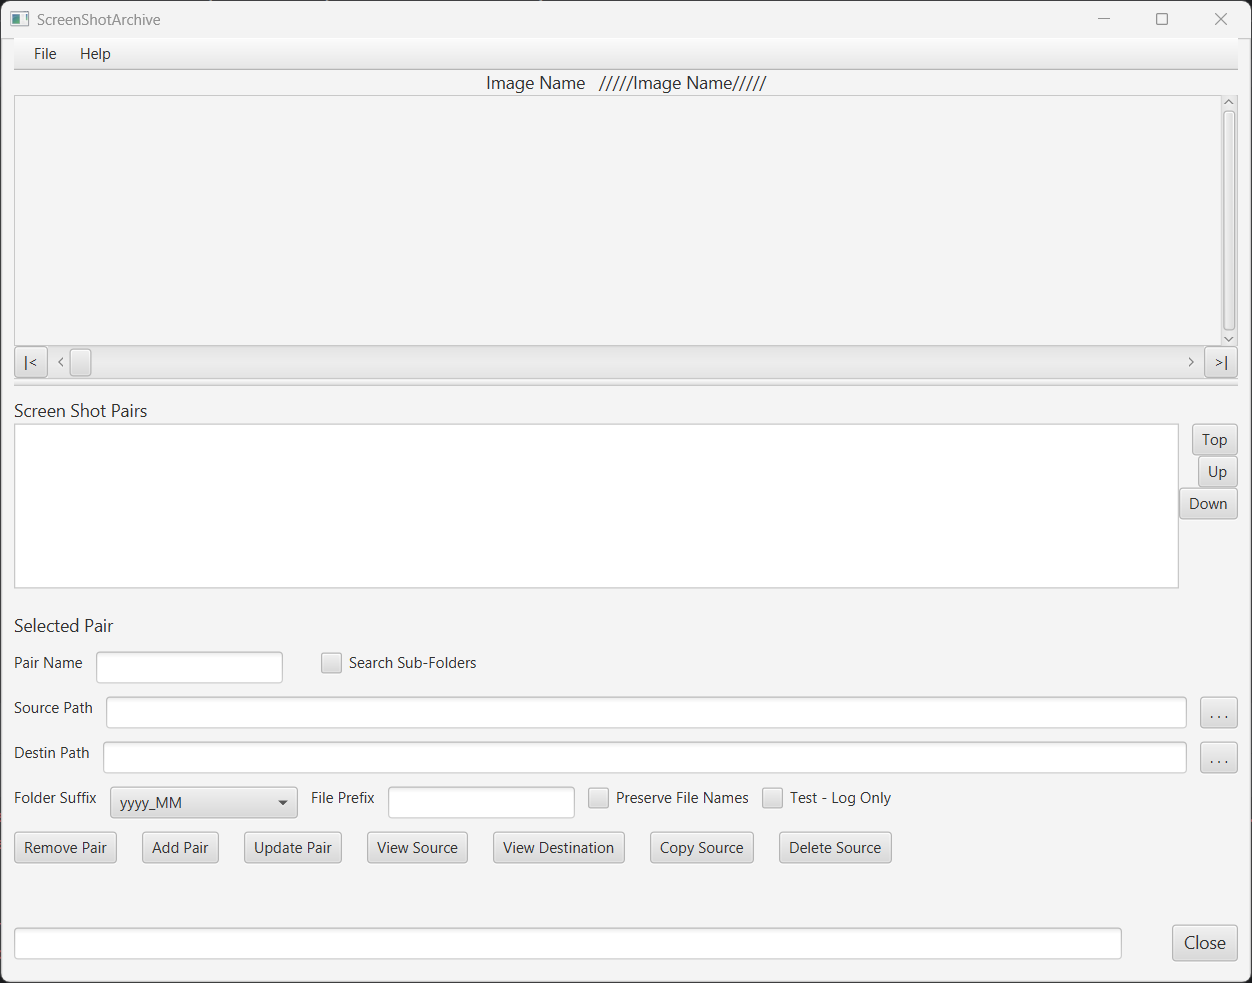 ScreenShotArchive
File Help
Image Name /////Image Name/////
|< < > >|
Screen Shot Pairs
Top
Up
Down
Selected Pair
Pair Name Search Sub-Folders
Source Path ...
Destin Path ...
Folder Suffix yyyy_MM File Prefix Preserve File Names Test - Log Only
Remove Pair Add Pair Update Pair View Source View Destination Copy Source Delete Source
Close